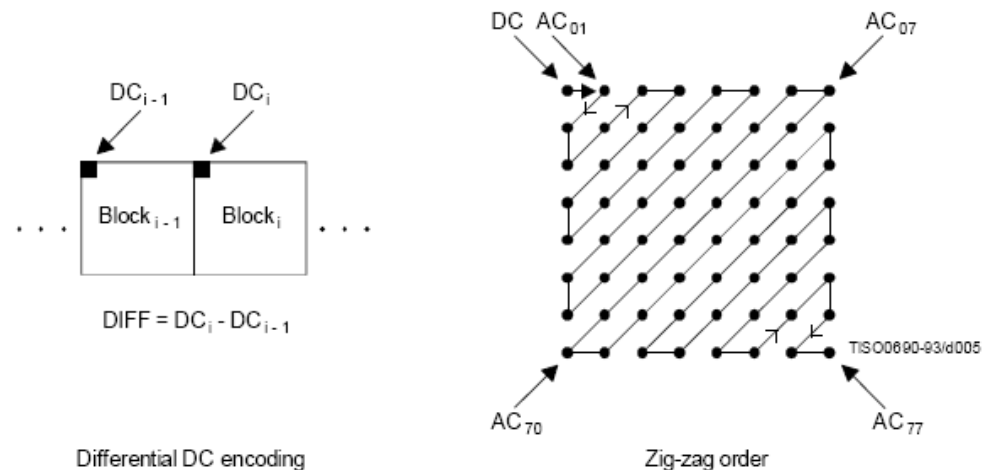 DC AC₀₁ AC₀₇
DCᵢ₋₁ DCᵢ
Blockᵢ₋₁ Blockᵢ
. . . . . .
DIFF = DCᵢ - DCᵢ₋₁
TISO0690-93/d005
AC₇₀ AC₇₇
Differential DC encoding Zig-zag order